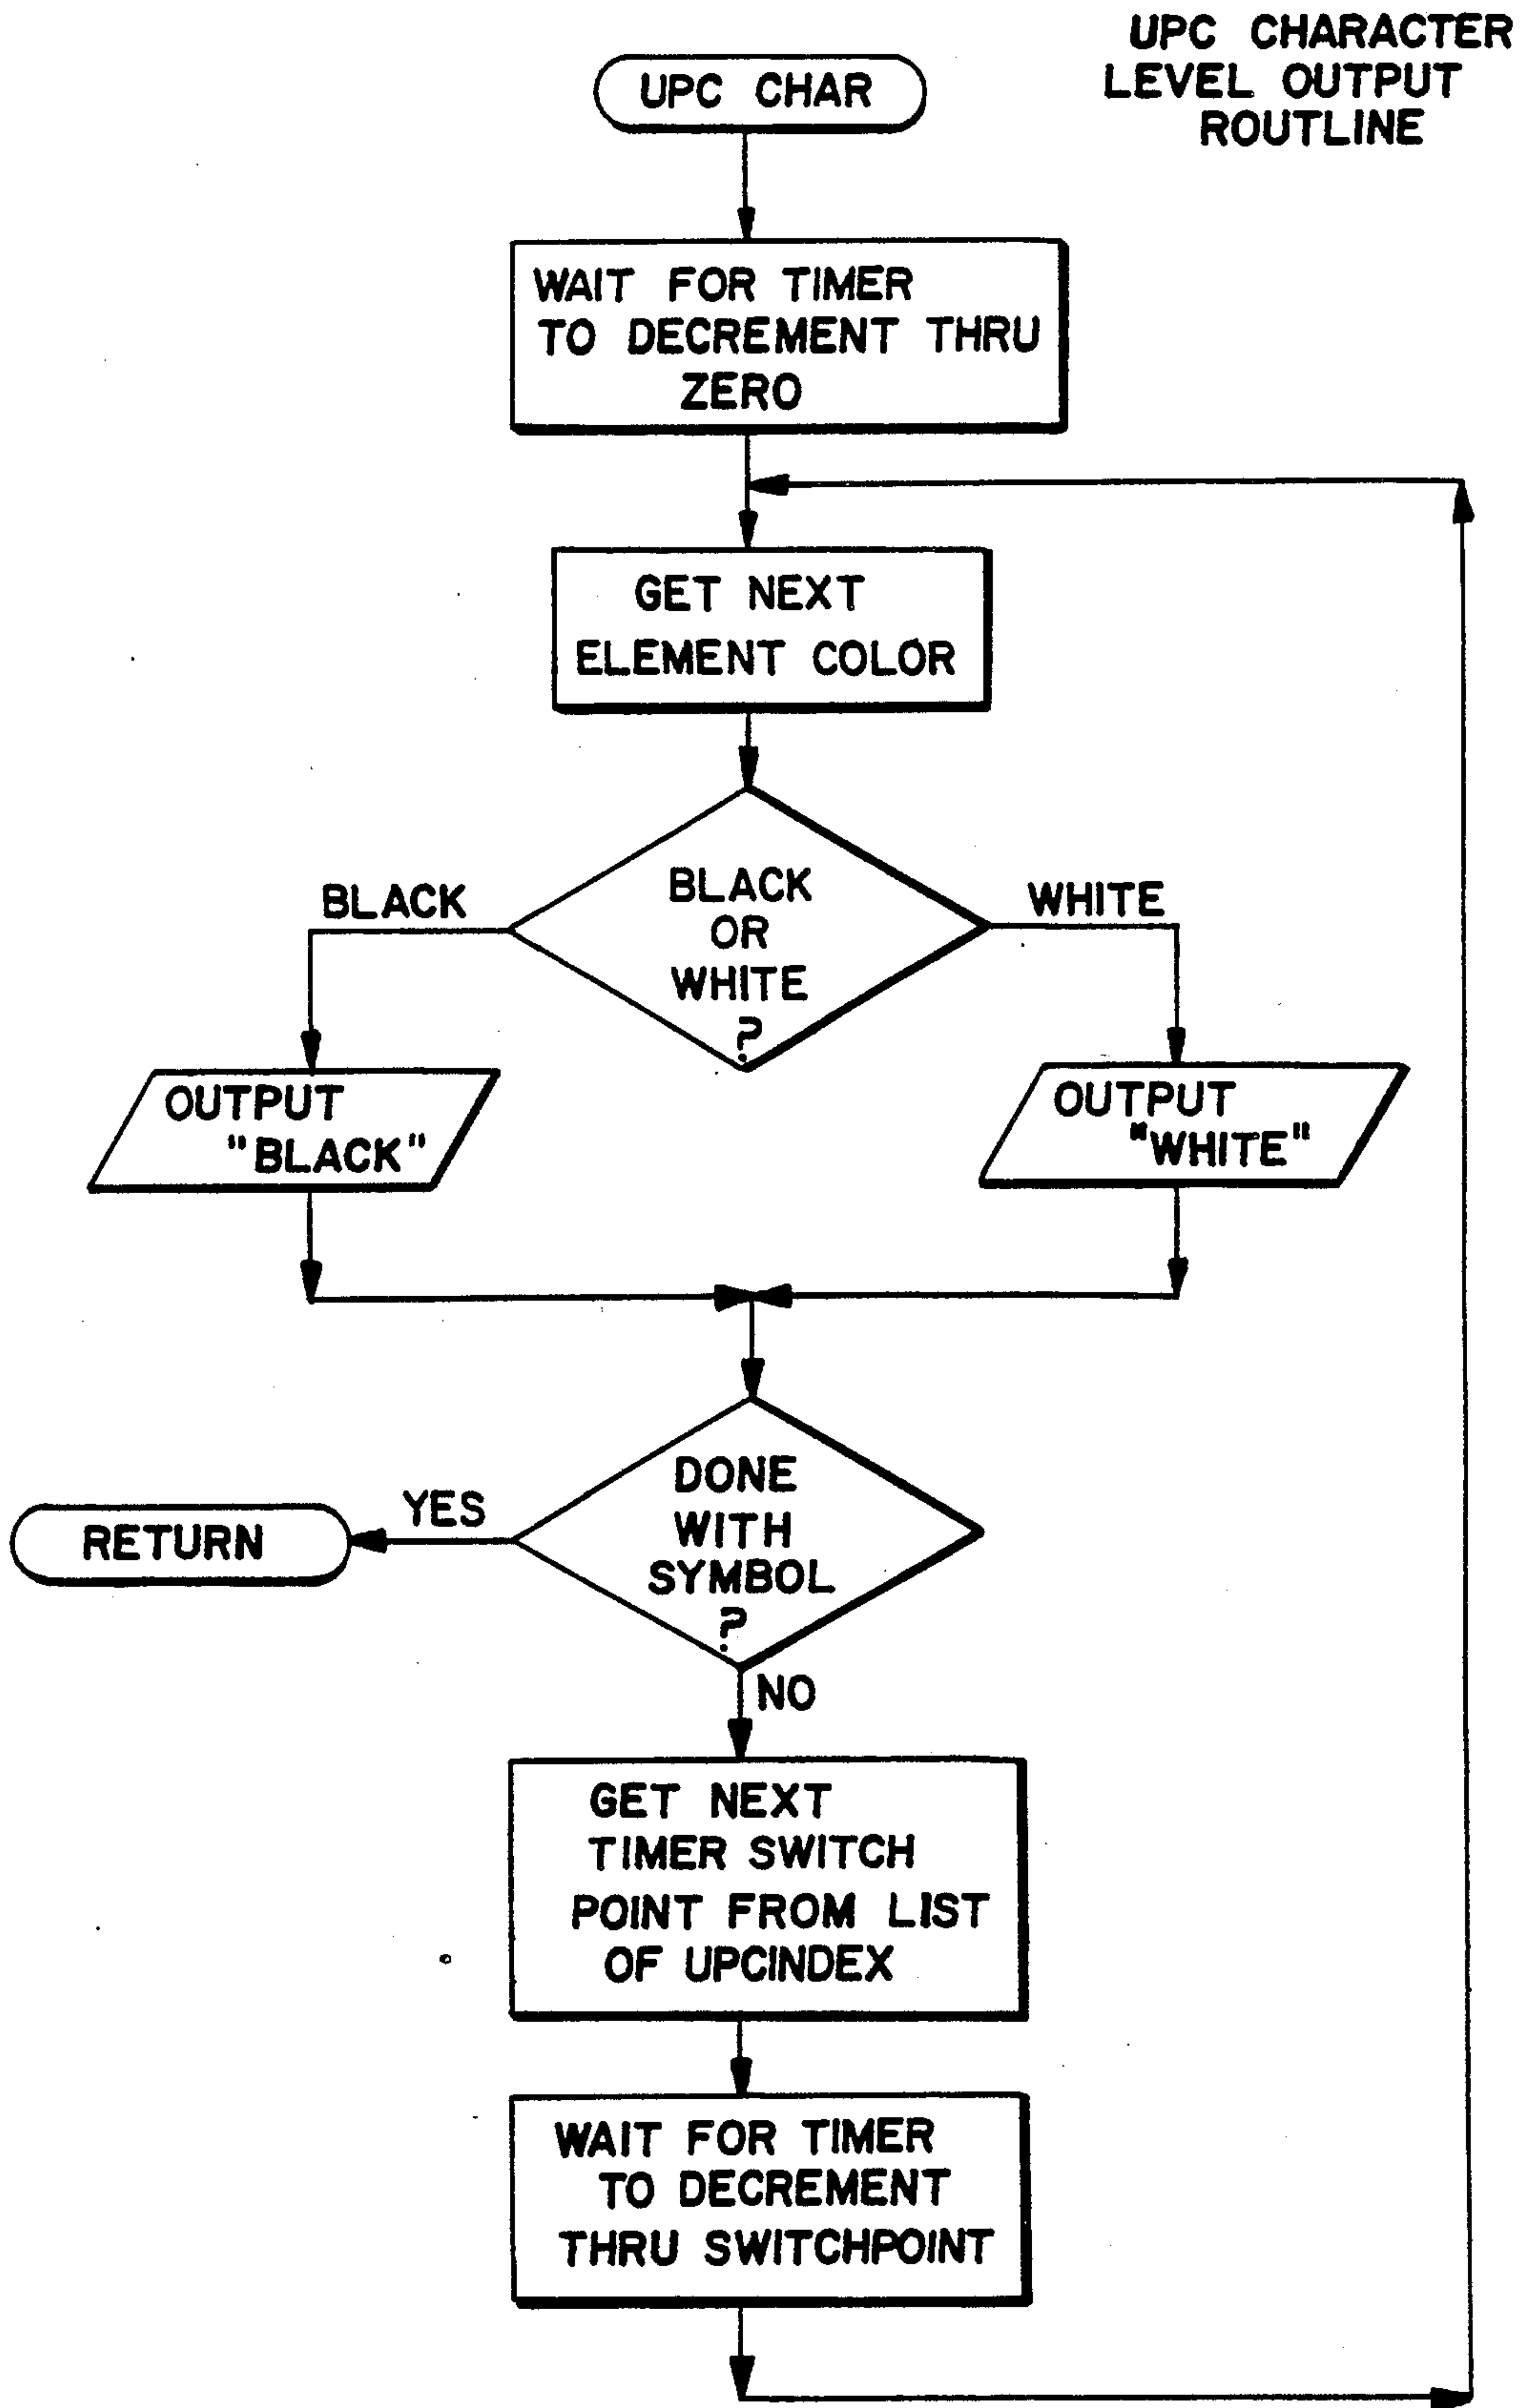 UPC CHARACTER
LEVEL OUTPUT
ROUTLINE
UPC CHAR
WAIT FOR TIMER
TO DECREMENT THRU
ZERO
GET NEXT
ELEMENT COLOR
BLACK
BLACK
OR
WHITE
?
WHITE
OUTPUT
"BLACK"
OUTPUT
"WHITE"
DONE
WITH
SYMBOL
?
YES
RETURN
NO
GET NEXT
TIMER SWITCH
POINT FROM LIST
OF UPCINDEX
WAIT FOR TIMER
TO DECREMENT
THRU SWITCHPOINT